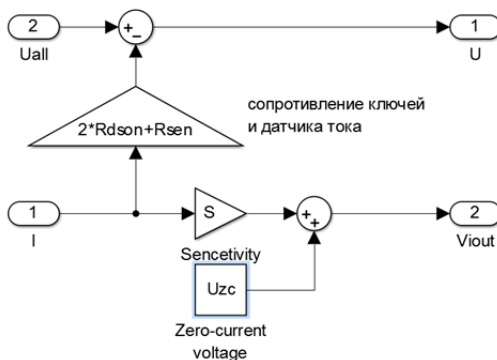 2
Uall
+
−
1
U
2*Rdson+Rsen
сопротивление ключей
и датчика тока
1
I
S
Sencetivity
+
+
2
Viout
Uzc
Zero-current
voltage